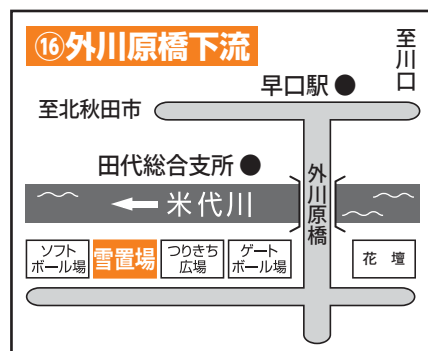 ⑯外川原橋下流
至川口
早口駅●
至北秋田市
田代総合支所●
外川原橋
←米代川
ソフト
ボール場
雪置場
つりきち
広場
ゲート
ボール場
花壇